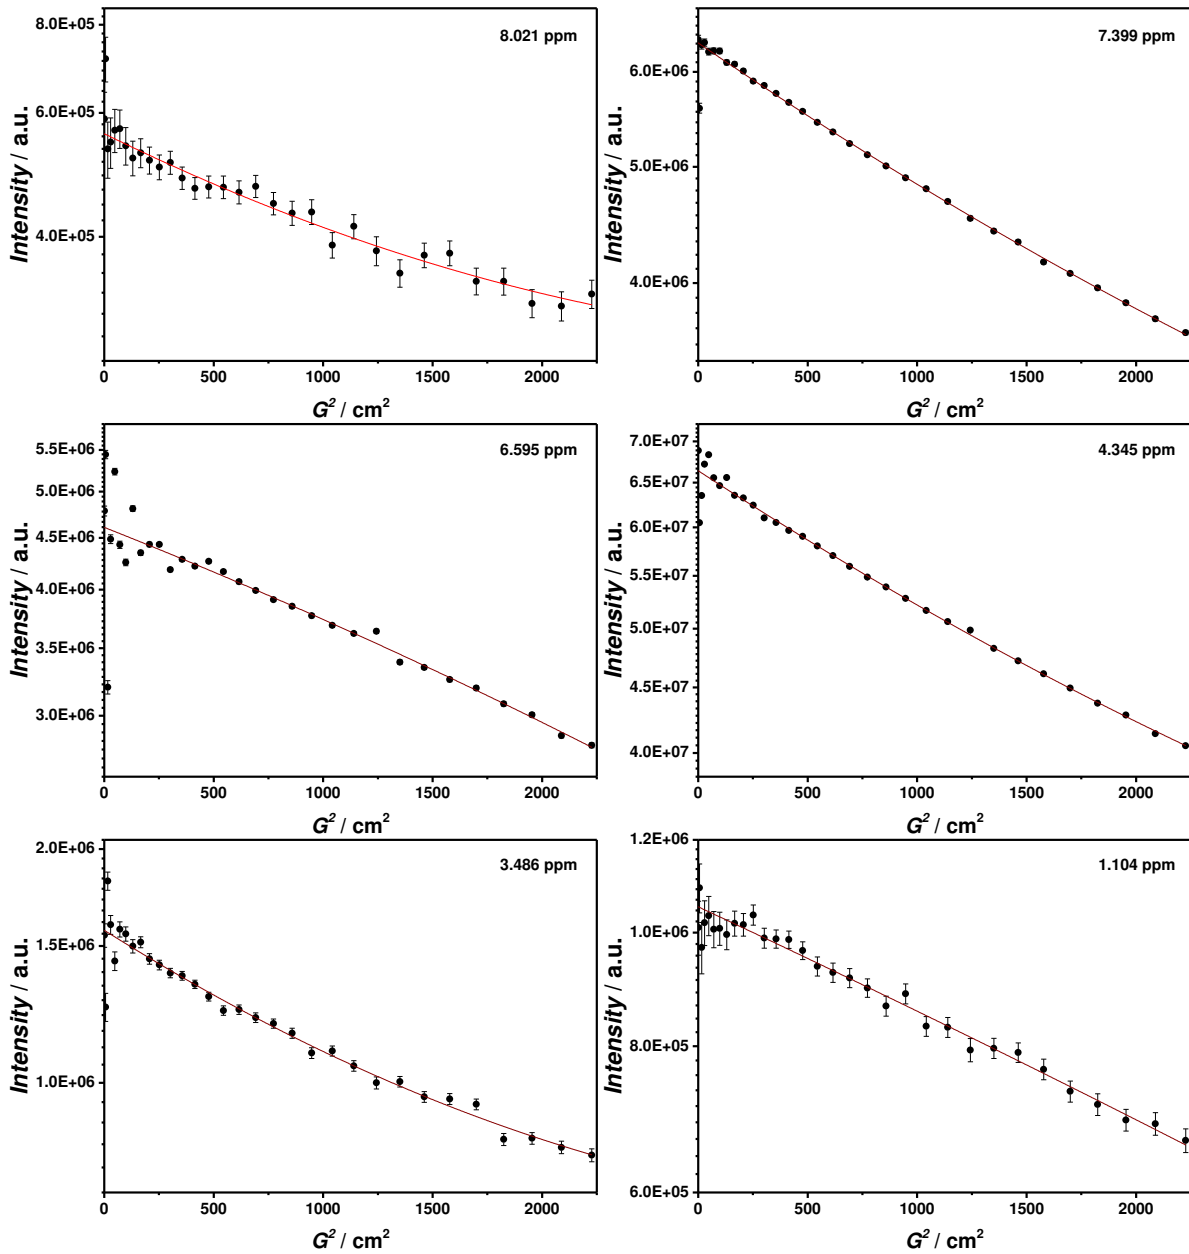 8.0E+05
6.0E+05
4.0E+05
8.021 ppm
Intensity / a.u.
0 500 1000 1500 2000
G² / cm²
6.0E+06
5.0E+06
4.0E+06
7.399 ppm
Intensity / a.u.
0 500 1000 1500 2000
G² / cm²
5.5E+06
5.0E+06
4.5E+06
4.0E+06
3.5E+06
3.0E+06
6.595 ppm
Intensity / a.u.
0 500 1000 1500 2000
G² / cm²
7.0E+07
6.5E+07
6.0E+07
5.5E+07
5.0E+07
4.5E+07
4.0E+07
4.345 ppm
Intensity / a.u.
0 500 1000 1500 2000
G² / cm²
2.0E+06
1.5E+06
1.0E+06
3.486 ppm
Intensity / a.u.
0 500 1000 1500 2000
G² / cm²
1.2E+06
1.0E+06
8.0E+05
6.0E+05
1.104 ppm
Intensity / a.u.
0 500 1000 1500 2000
G² / cm²